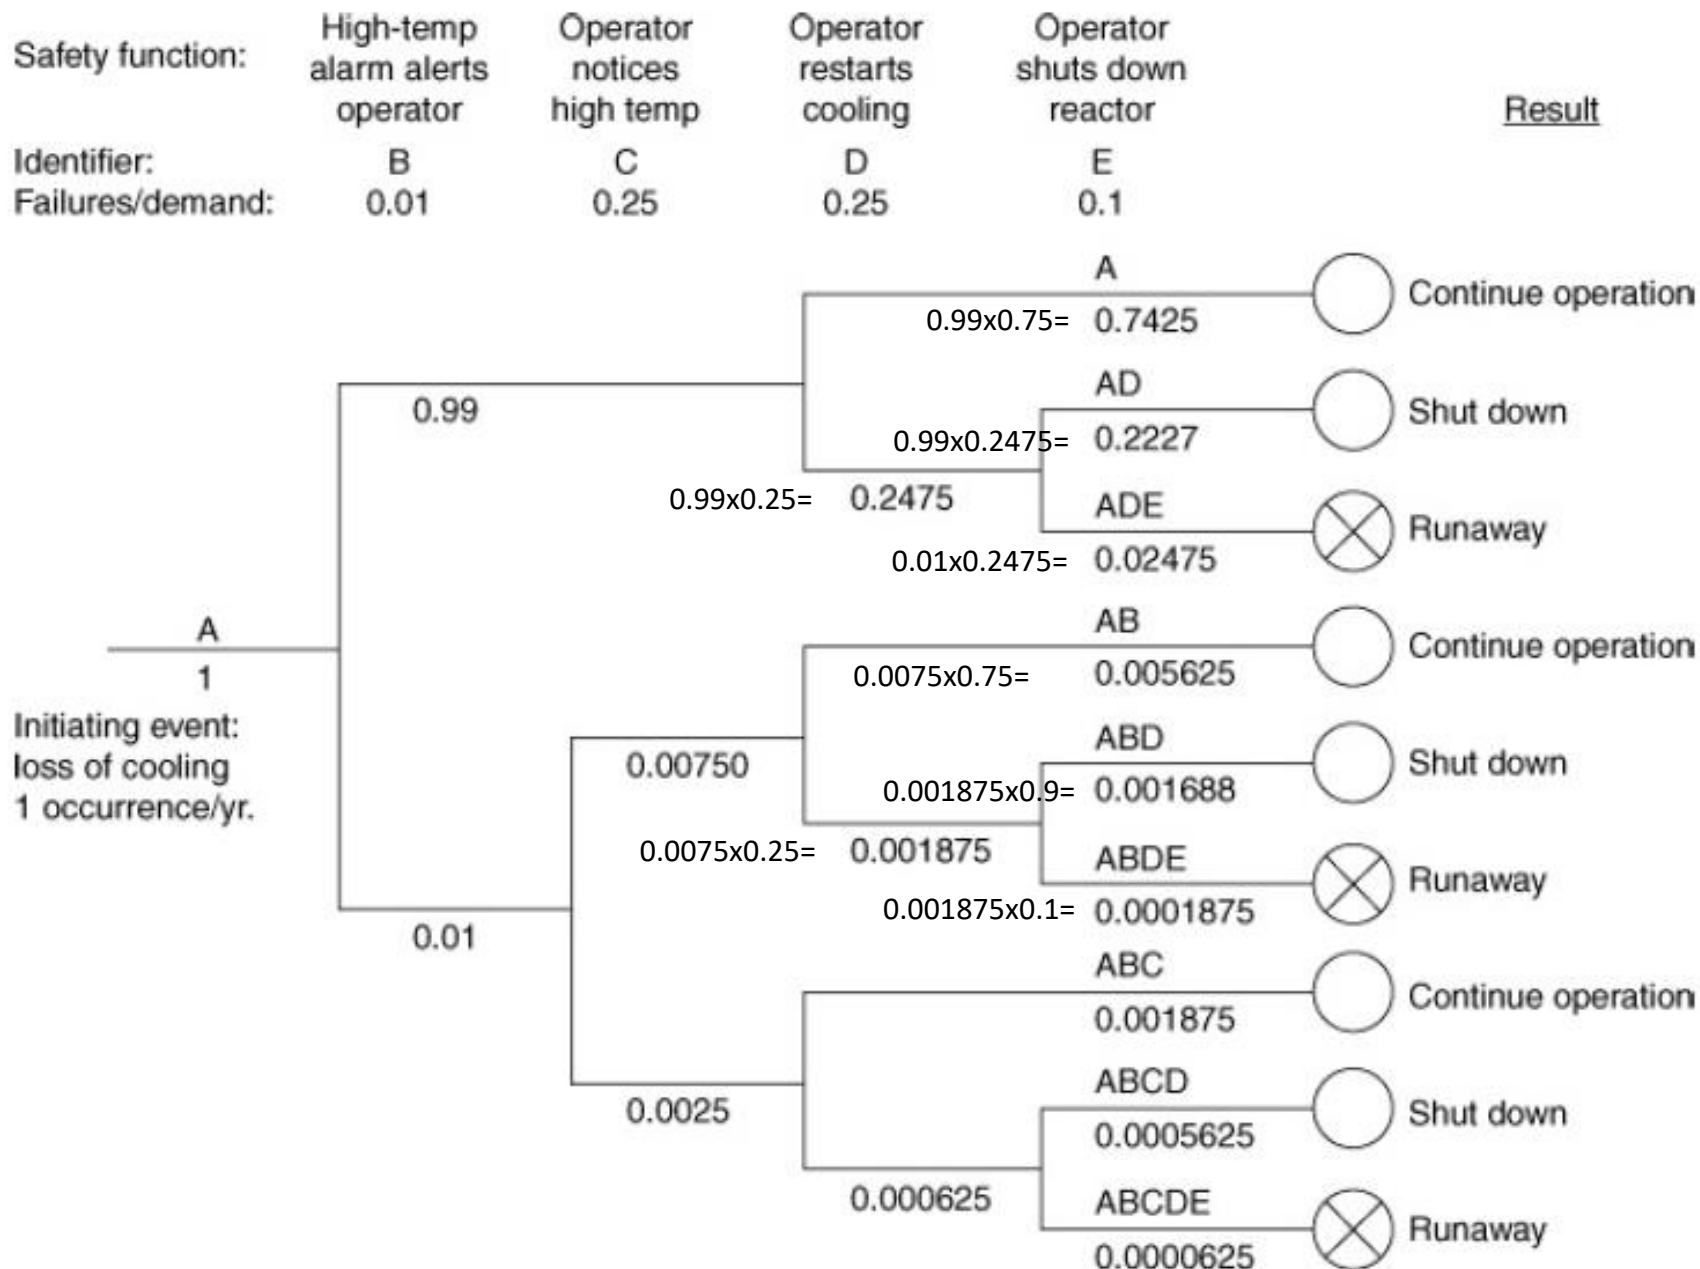 Safety function:
High-temp
alarm alerts
operator
Operator
notices
high temp
Operator
restarts
cooling
Operator
shuts down
reactor
Result
Identifier:
B
C
D
E
Failures/demand:
0.01
0.25
0.25
0.1
A
Continue operation
0.99x0.75=
0.7425
AD
0.99
Shut down
0.99x0.2475=
0.2227
0.99x0.25=
0.2475
ADE
Runaway
0.01x0.2475=
0.02475
A
1
Initiating event:
loss of cooling
1 occurrence/yr.
AB
Continue operation
0.0075x0.75=
0.005625
ABD
0.00750
Shut down
0.001875x0.9=
0.001688
0.0075x0.25=
0.001875
ABDE
Runaway
0.001875x0.1=
0.0001875
0.01
ABC
Continue operation
0.001875
ABCD
0.0025
Shut down
0.0005625
0.000625
ABCDE
Runaway
0.0000625